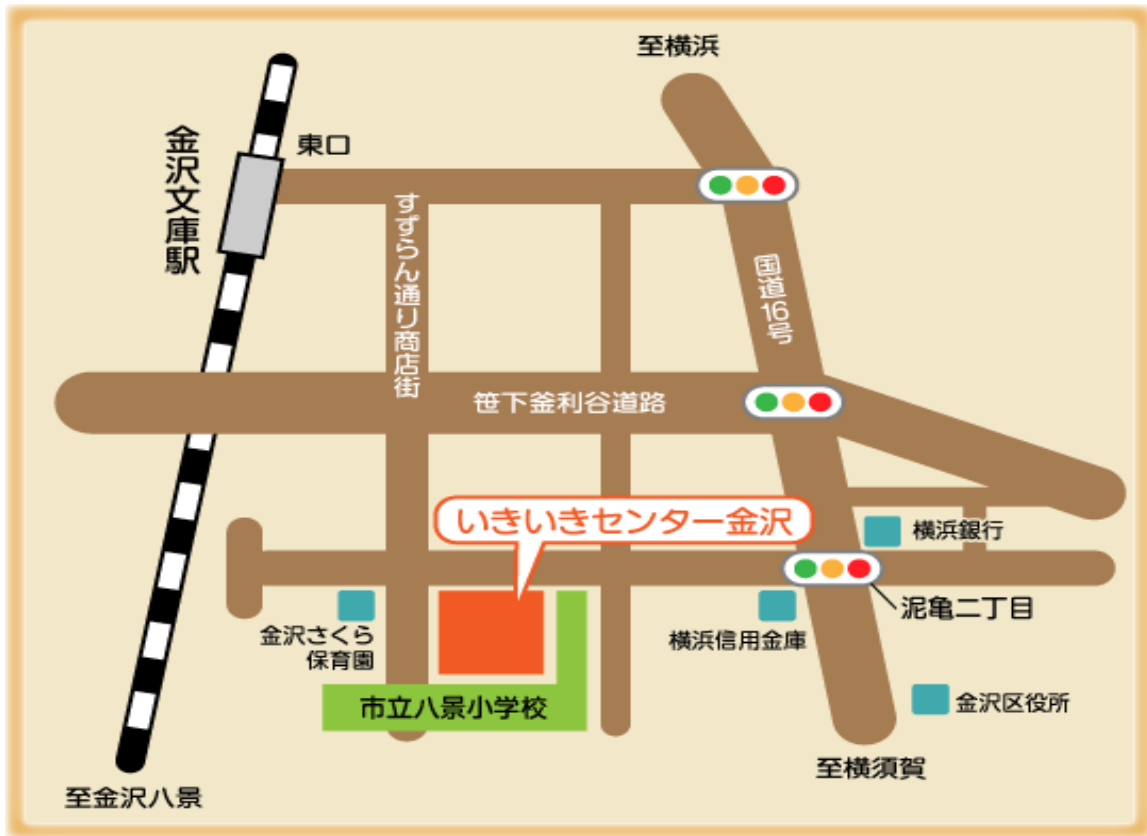 至横浜
東口
金沢文庫駅
すずらん通り商店街
国道16号
笹下釜利谷道路
いきいきセンター金沢
横浜銀行
泥亀二丁目
金沢さくら
保育園
横浜信用金庫
市立八景小学校
金沢区役所
至横須賀
至金沢八景